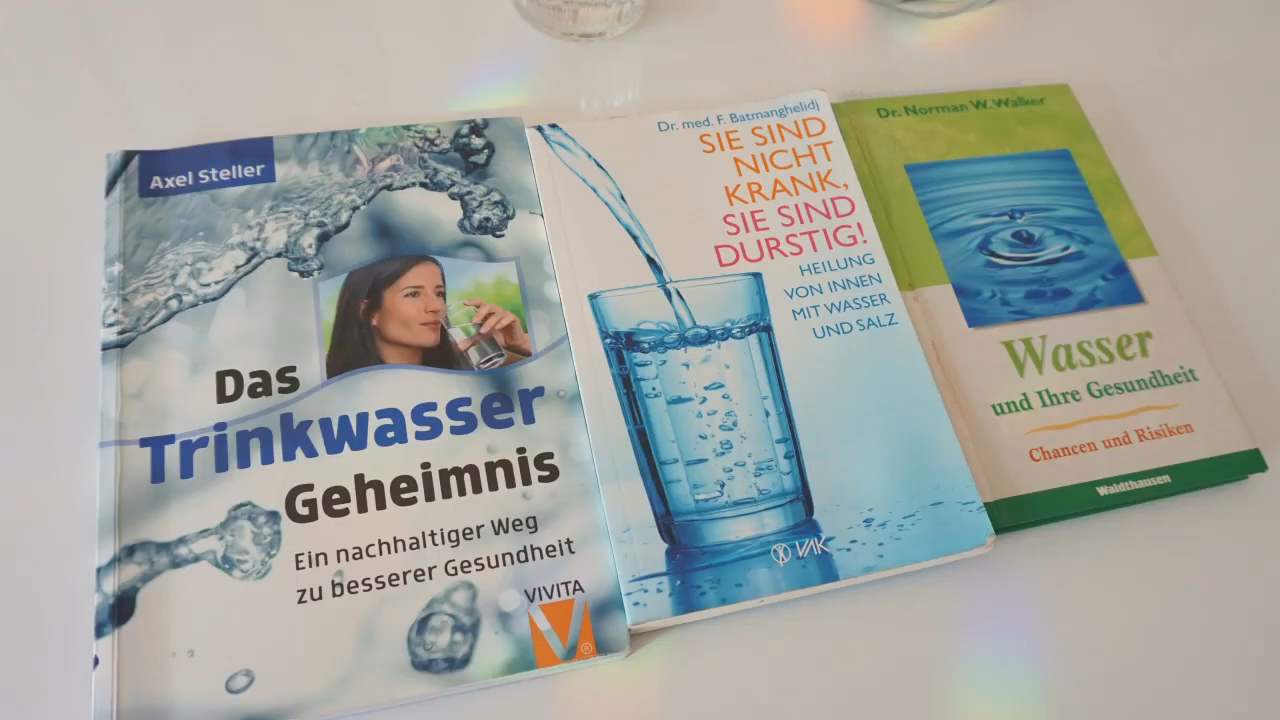 Axel Steller
Das
Trinkwasser
Geheimnis
Ein nachhaltiger Weg
zu besserer Gesundheit
VIVITA
Dr. med. F. Batmanghelidj
SIE SIND
NICHT
KRANK,
SIE SIND
DURSTIG!
HEILUNG
VON INNEN
MIT WASSER
UND SALZ
VAK
Dr. Norman W. Walker
Wasser
und Ihre Gesundheit
Chancen und Risiken
Waldthausen